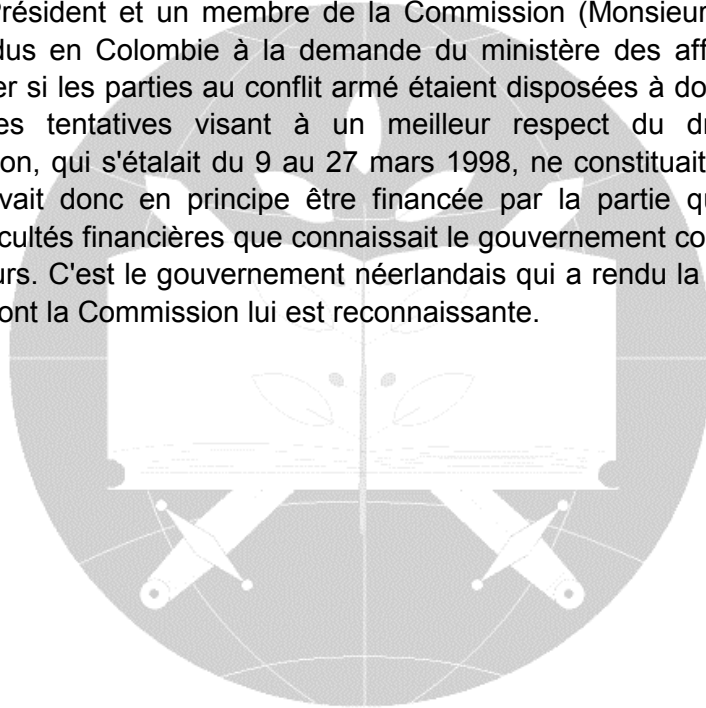 Président et un membre de la Commission (Monsieur
dus en Colombie à la demande du ministère des aff
er si les parties au conflit armé étaient disposées à do
es tentatives visant à un meilleur respect du dr
on, qui s'étalait du 9 au 27 mars 1998, ne constituait
vait donc en principe être financée par la partie qu
cultés financières que connaissait le gouvernement co
urs. C'est le gouvernement néerlandais qui a rendu la
ont la Commission lui est reconnaissante.